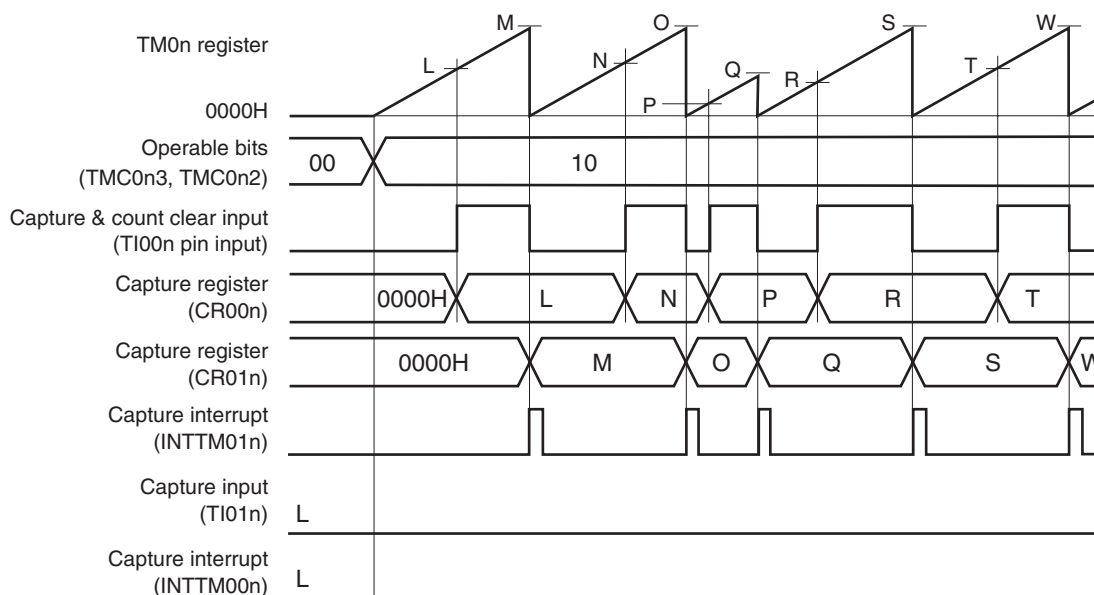 M
O
S
W
TM0n register
L
N
Q
R
T
P
0000H
Operable bits
(TMC0n3, TMC0n2)
00
10
Capture & count clear input
(TI00n pin input)
Capture register
(CR00n)
0000H
L
N
P
R
T
Capture register
(CR01n)
0000H
M
O
Q
S
W
Capture interrupt
(INTTM01n)
Capture input
(TI01n)
L
Capture interrupt
(INTTM00n)
L